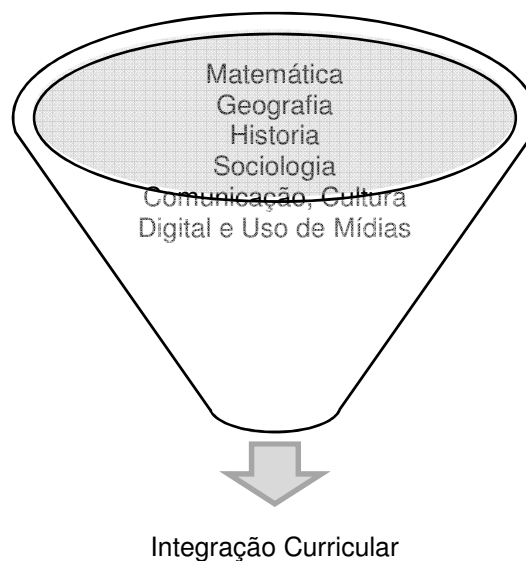 Matemática
Geografia
Historia
Sociologia
Comunicação, Cultura
Digital e Uso de Mídias
Integração Curricular